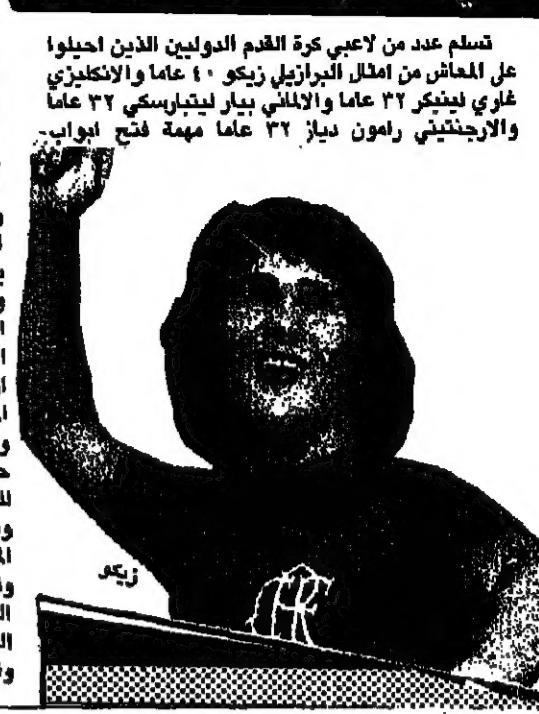 تسلم عدد من لاعبي كرة القدم الدوليين الذين احيلوا
على المعاش من امثال البرازيلي زيكو ٤٠ عاما والانكليزي
غاري لينيكر ٣٢ عاما والالماني بيار ليتبارسكي ٣٢ عاما
والارجنتيني رامون دياز ٣٢ عاما مهمة فتح ابواب-
زيكو